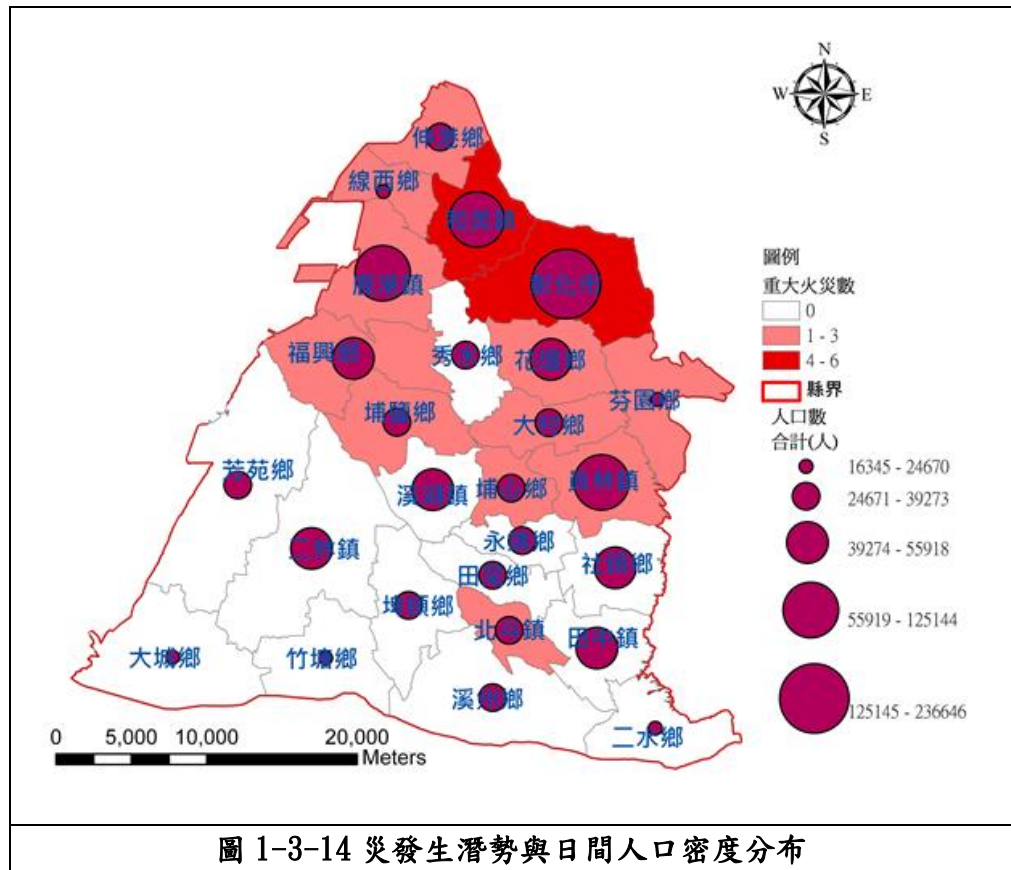 N
W E
S
伸港鄉
線西鄉
和美鎮
鹿港鎮
彰化市
福興鄉
秀水鄉
花壇鄉
芬園鄉
埔鹽鄉
大村鄉
芳苑鄉
溪湖鎮
埔心鄉
員林鎮
二林鎮
永靖鄉
社頭鄉
田尾鄉
埤頭鄉
北斗鎮
田中鎮
大城鄉
竹塘鄉
溪州鄉
二水鄉
圖例
重大火災數
0
1 - 3
4 - 6
縣界
人口數
合計(人)
16345 - 24670
24671 - 39273
39274 - 55918
55919 - 125144
125145 - 236646
0 5,000 10,000 20,000
Meters
圖 1-3-14 災發生潛勢與日間人口密度分布